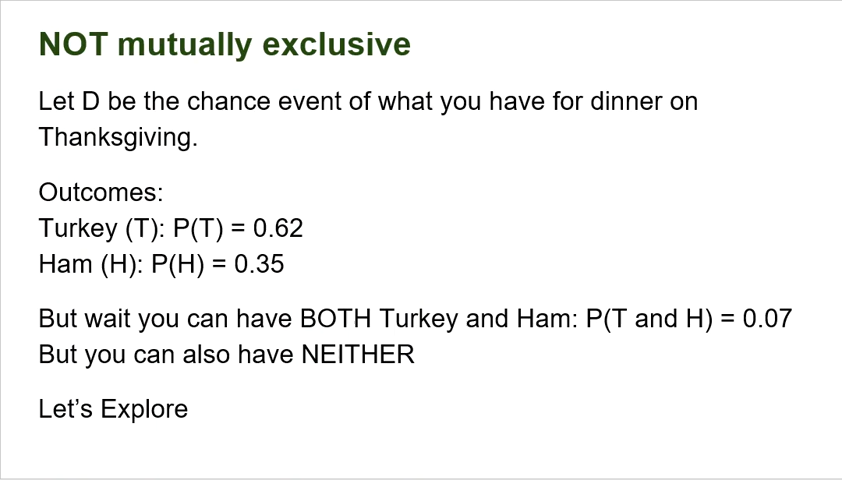 NOT mutually exclusive
Let D be the chance event of what you have for dinner on
Thanksgiving.
Outcomes:
Turkey (T): P(T) = 0.62
Ham (H): P(H) = 0.35
But wait you can have BOTH Turkey and Ham: P(T and H) = 0.07
But you can also have NEITHER
Let’s Explore